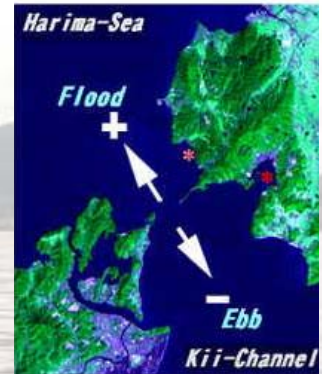 Harima-Sea
Flood
+
*
*
−
Ebb
Kii-Channel